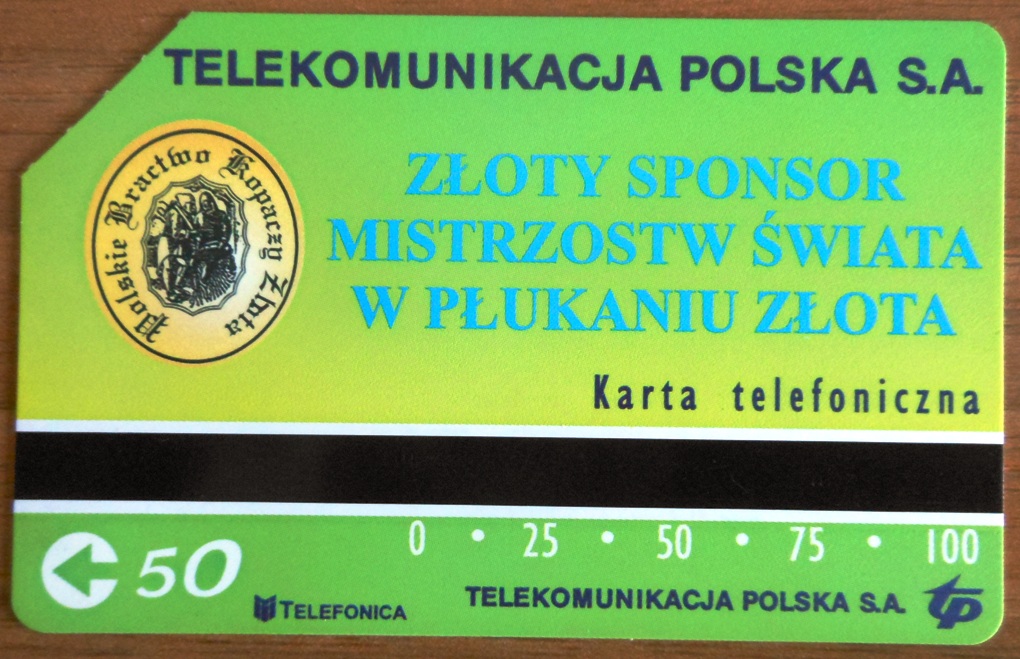 TELEKOMUNIKACJA POLSKA S.A.
Polskie Bractwo Kopaczy Złota
ZŁOTY SPONSOR
MISTRZOSTW ŚWIATA
W PŁUKANIU ZŁOTA
Karta telefoniczna
0 • 25 • 50 • 75 • 100
50
TELEFONICA
TELEKOMUNIKACJA POLSKA S.A. tp